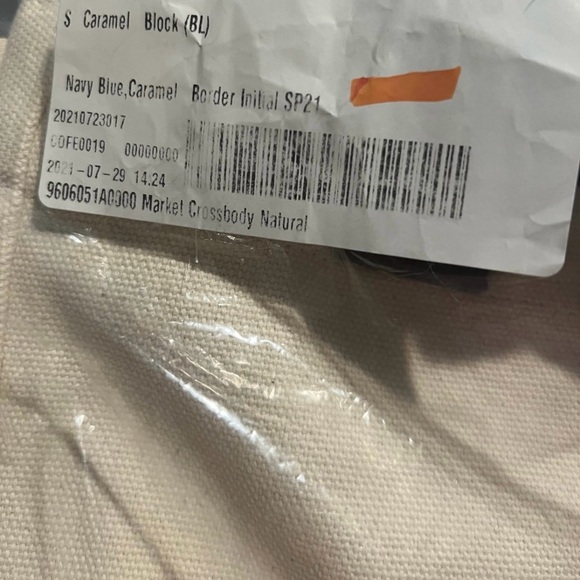 S Caramel Block (BL)
Navy Blue,Caramel Border Initial SP21
20210723017
COFE0019 00000000
2021-07-29 14.24
9606051A0000 Market Crossbody Natural